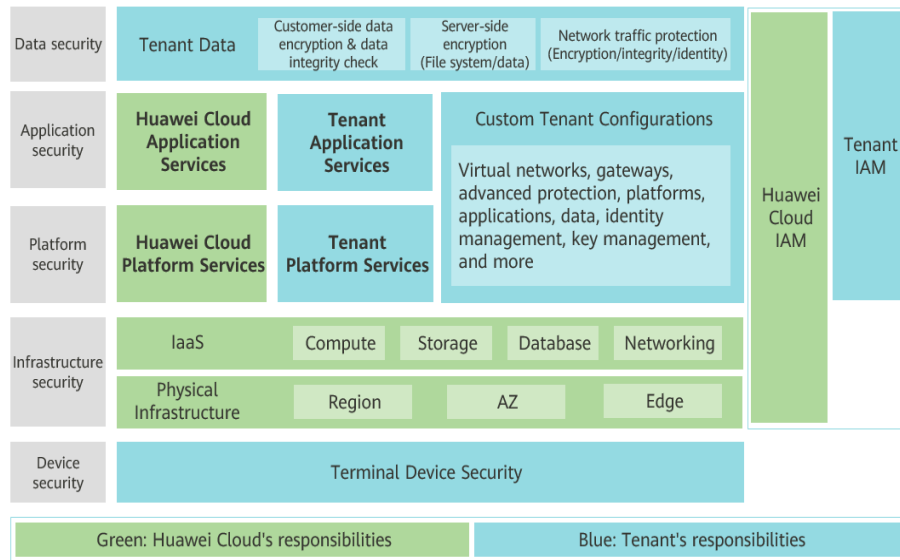 Data security
Tenant Data
Customer-side data
encryption & data
integrity check
Server-side
encryption
(File system/data)
Network traffic protection
(Encryption/integrity/identity)
Application
security
Huawei Cloud
Application
Services
Tenant
Application
Services
Custom Tenant Configurations
Virtual networks, gateways,
advanced protection, platforms,
applications, data, identity
management, key management,
and more
Platform
security
Huawei Cloud
Platform Services
Tenant
Platform Services
Huawei
Cloud
IAM
Tenant
IAM
Infrastructure
security
IaaS
Compute
Storage
Database
Networking
Physical
Infrastructure
Region
AZ
Edge
Device
security
Terminal Device Security
Green: Huawei Cloud's responsibilities
Blue: Tenant's responsibilities